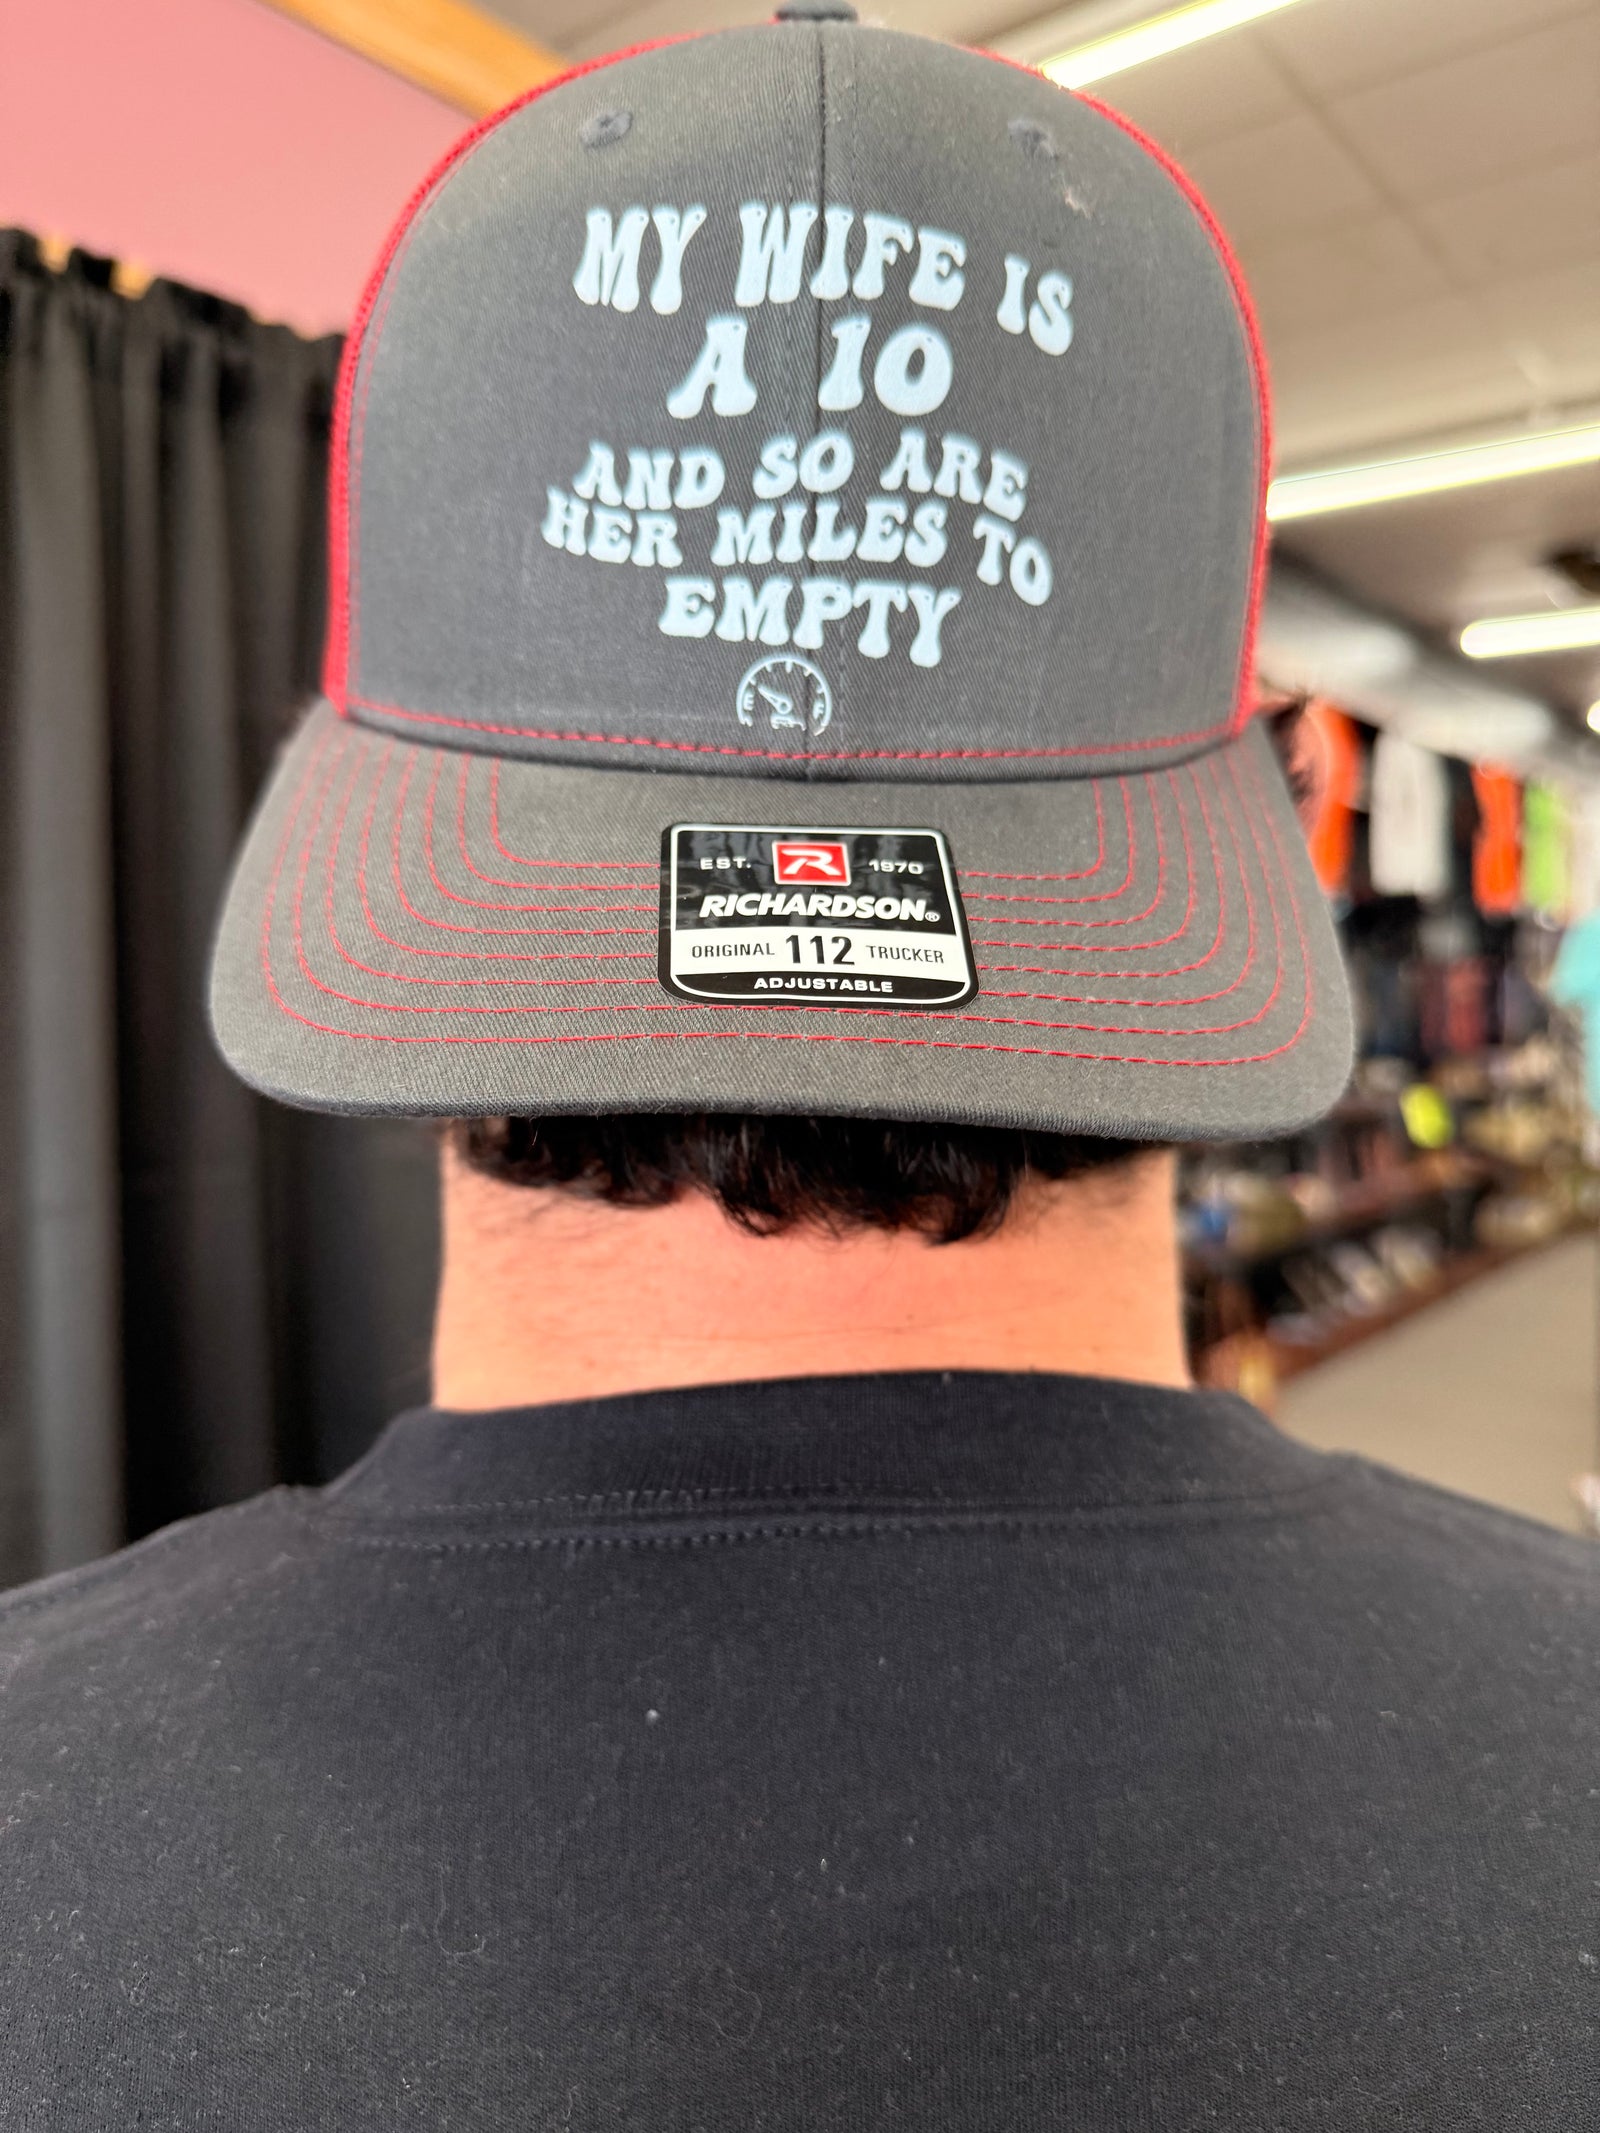 MY WIFE IS
A 10
AND SO ARE
HER MILES TO
EMPTY
E F
EST. R 1970
RICHARDSON®
ORIGINAL 112 TRUCKER
ADJUSTABLE